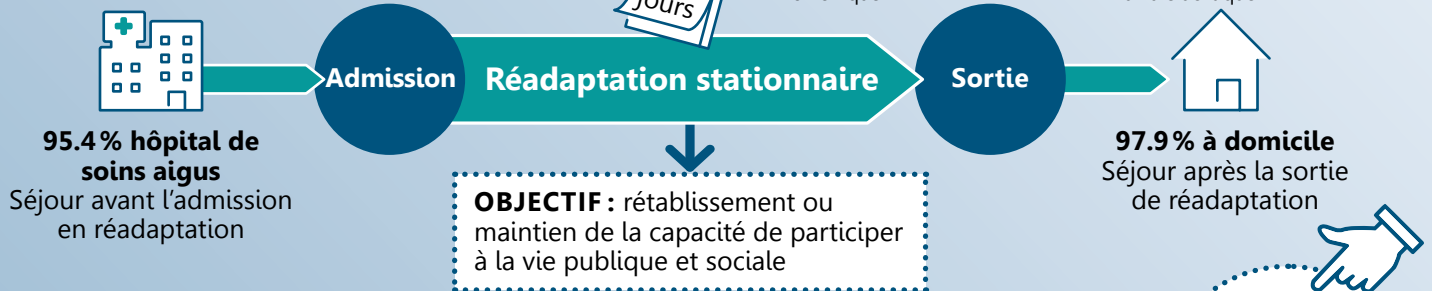 Jours
Admission
Réadaptation stationnaire
Sortie
95.4 % hôpital de
soins aigus
Séjour avant l’admission
en réadaptation
OBJECTIF : rétablissement ou
maintien de la capacité de participer
à la vie publique et sociale
97.9 % à domicile
Séjour après la sortie
de réadaptation